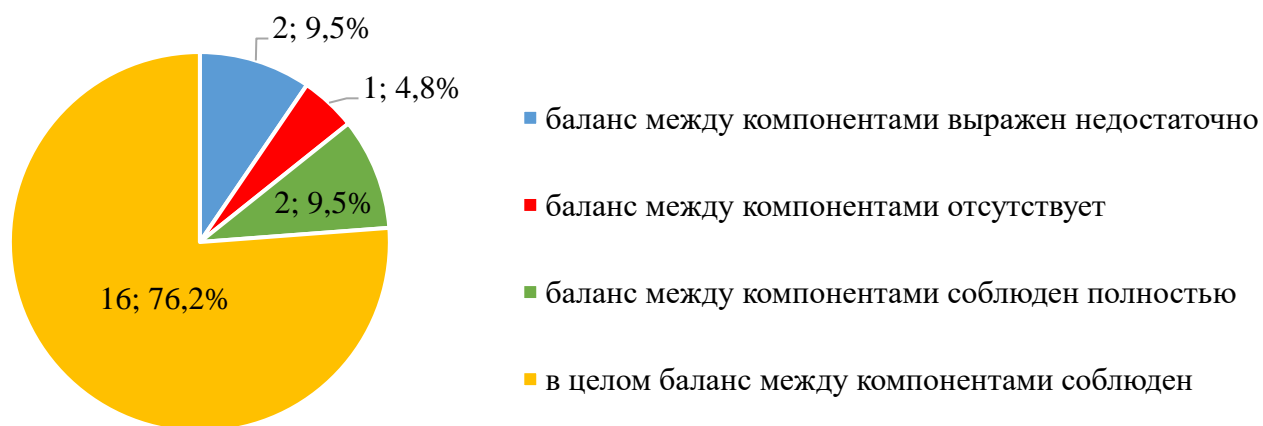 2; 9,5%
1; 4,8%
2; 9,5%
16; 76,2%
баланс между компонентами выражен недостаточно
баланс между компонентами отсутствует
баланс между компонентами соблюден полностью
в целом баланс между компонентами соблюден